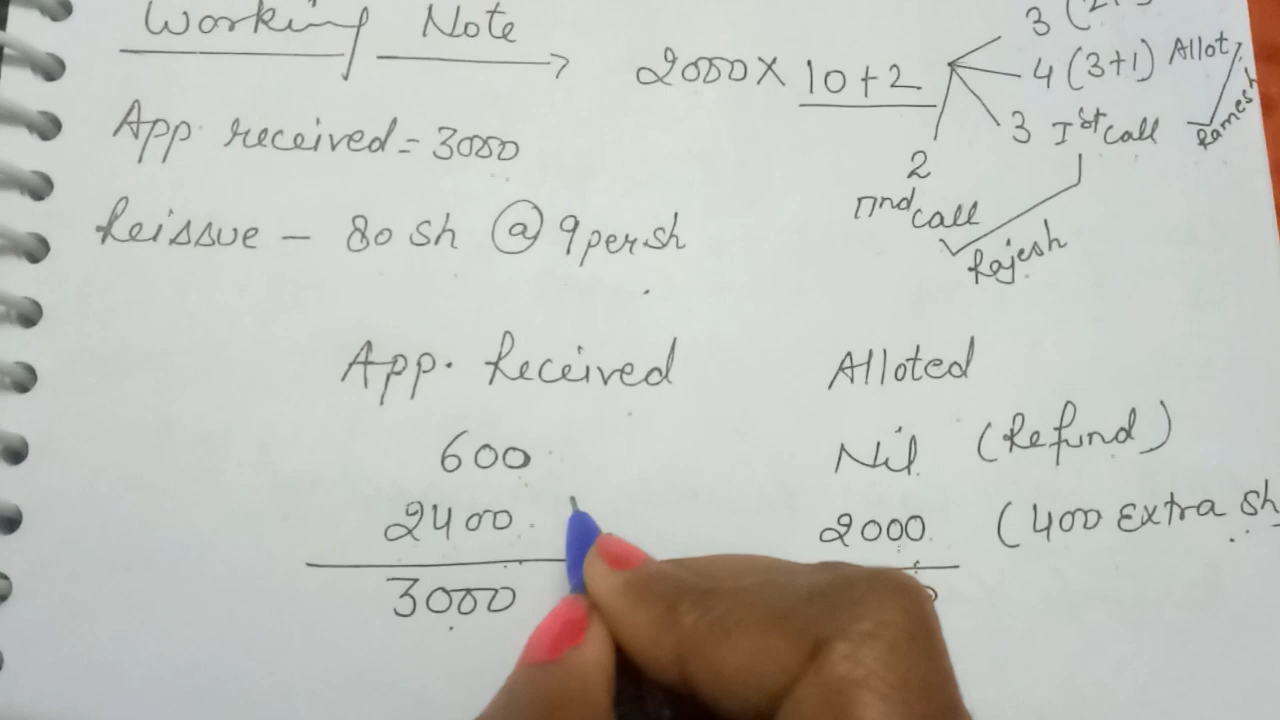 Working Note
2000 X 10 + 2
3 (2+
4 (3+1) Allot
3 Ist call
Ramesh
2
IInd call
Rajesh
App. received = 3000
Reissue - 80 sh @ 9 per sh
App. Received Alloted
600 Nil (Refund)
2400 2000 (400 Extra sh
3000